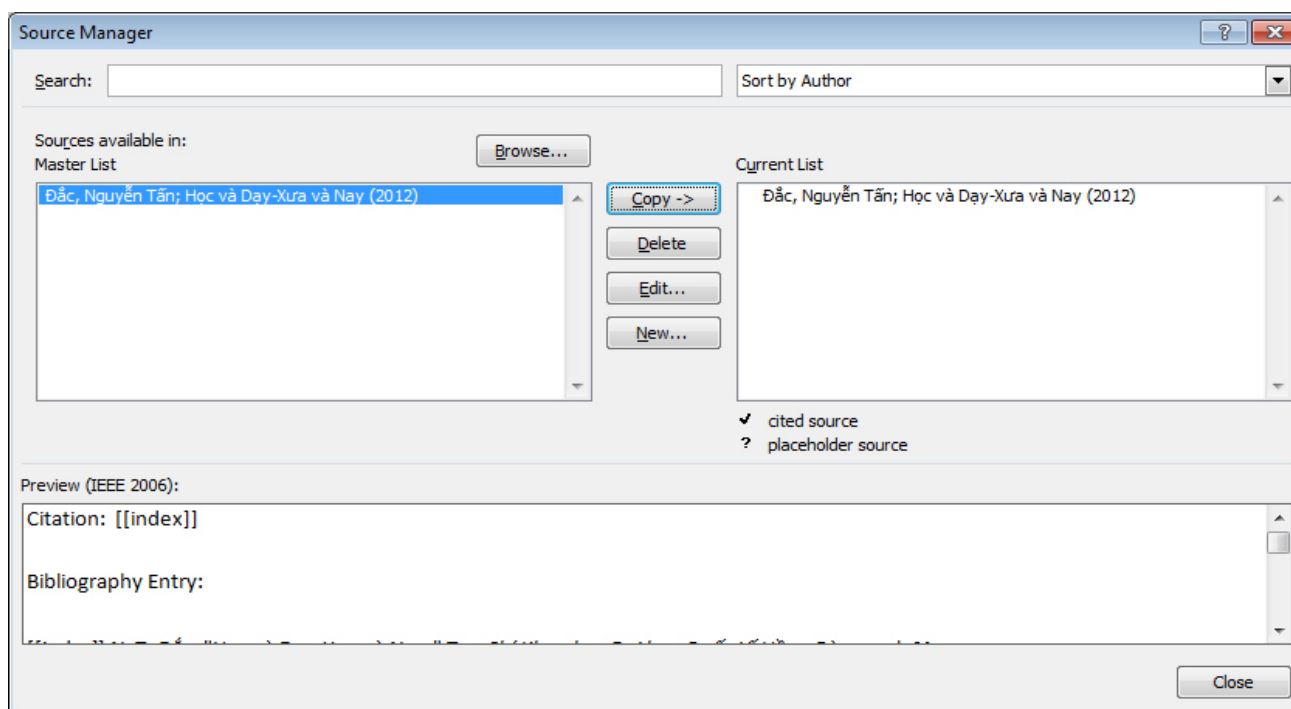 Source Manager
Search:
Sort by Author
Sources available in:
Master List
Browse...
Current List
Đắc, Nguyễn Tấn; Học và Dạy-Xưa và Nay (2012)
Copy ->
Delete
Edit...
New...
Đắc, Nguyễn Tấn; Học và Dạy-Xưa và Nay (2012)
✓ cited source
? placeholder source
Preview (IEEE 2006):
Citation: [[index]]
Bibliography Entry:
Close